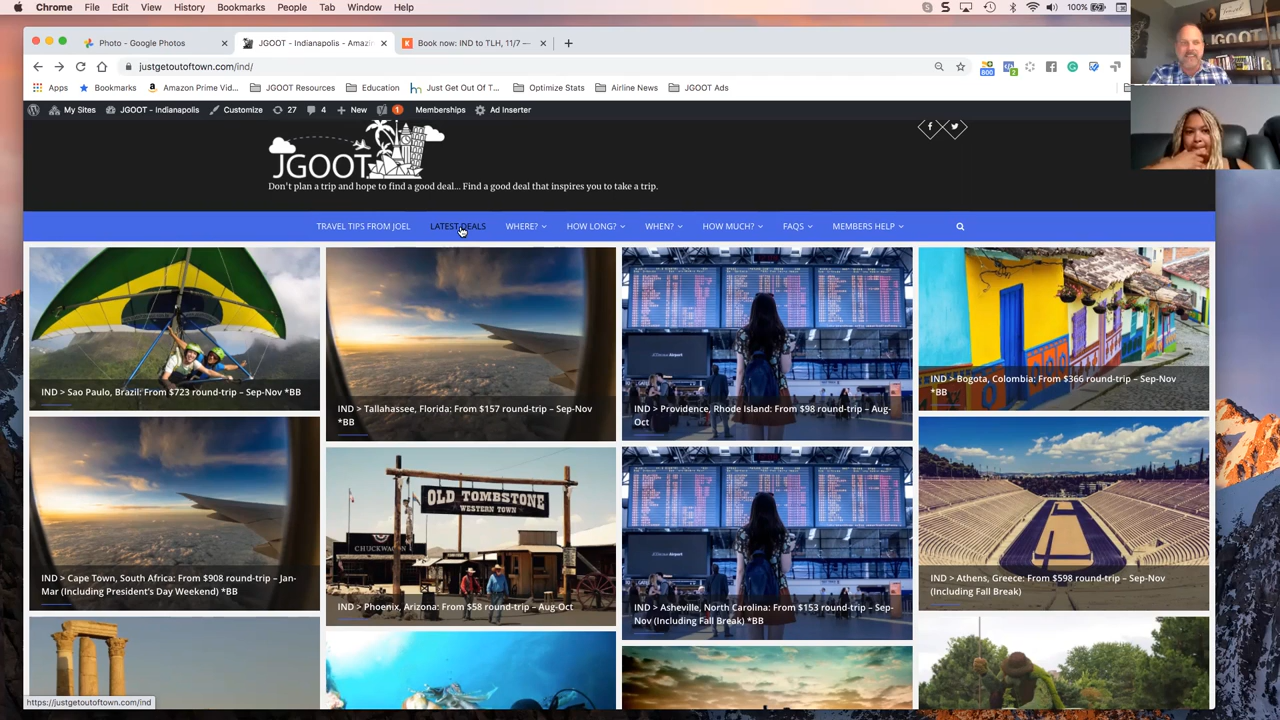 Chrome File Edit View History Bookmarks People Tab Window Help
100%
Photo - Google Photos
JGOOT - Indianapolis - Amazin
Book now: IND to TLH, 11/7 —
justgetoutoftown.com/ind/
800
2
Apps Bookmarks Amazon Prime Vid... JGOOT Resources Education Just Get Out Of T... Optimize Stats Airline News JGOOT Ads
My Sites JGOOT - Indianapolis Customize 27 4 New 1 Memberships Ad Inserter
JGOOT
Don't plan a trip and hope to find a good deal... Find a good deal that inspires you to take a trip.
TRAVEL TIPS FROM JOEL LATEST DEALS WHERE? HOW LONG? WHEN? HOW MUCH? FAQS MEMBERS HELP
IND > Sao Paulo, Brazil: From $723 round-trip – Sep-Nov *BB
IND > Tallahassee, Florida: From $157 round-trip – Sep-Nov
*BB
IND > Providence, Rhode Island: From $98 round-trip – Aug-
Oct
IND > Bogota, Colombia: From $366 round-trip – Sep-Nov
*BB
IND > Cape Town, South Africa: From $908 round-trip – Jan-
Mar (Including President's Day Weekend) *BB
OLD TOMBSTONE
WESTERN TOWN
CHUCKWAGON
IND > Phoenix, Arizona: From $58 round-trip – Aug-Oct
IND > Asheville, North Carolina: From $153 round-trip – Sep-
Nov (Including Fall Break) *BB
IND > Athens, Greece: From $598 round-trip – Sep-Nov
(Including Fall Break)
https://justgetoutoftown.com/ind
Travel
JGOOT